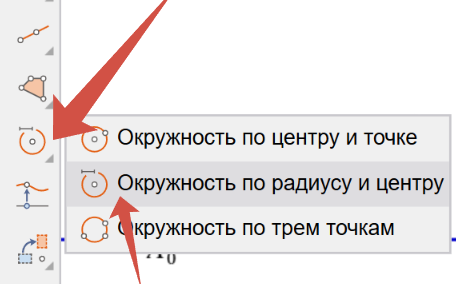 Окружность по центру и точке
Окружность по радиусу и центру
Окружность по трем точкам